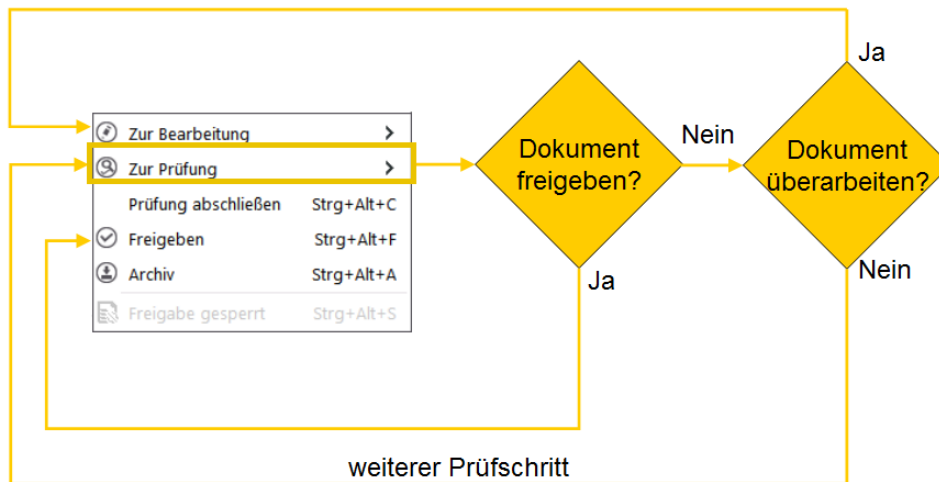 Ja
Zur Bearbeitung
Zur Prüfung
Prüfung abschließen Strg+Alt+C
Freigeben Strg+Alt+F
Archiv Strg+Alt+A
Freigabe gesperrt Strg+Alt+S
Dokument
freigeben?
Nein
Dokument
überarbeiten?
Ja
Nein
weiterer Prüfschritt